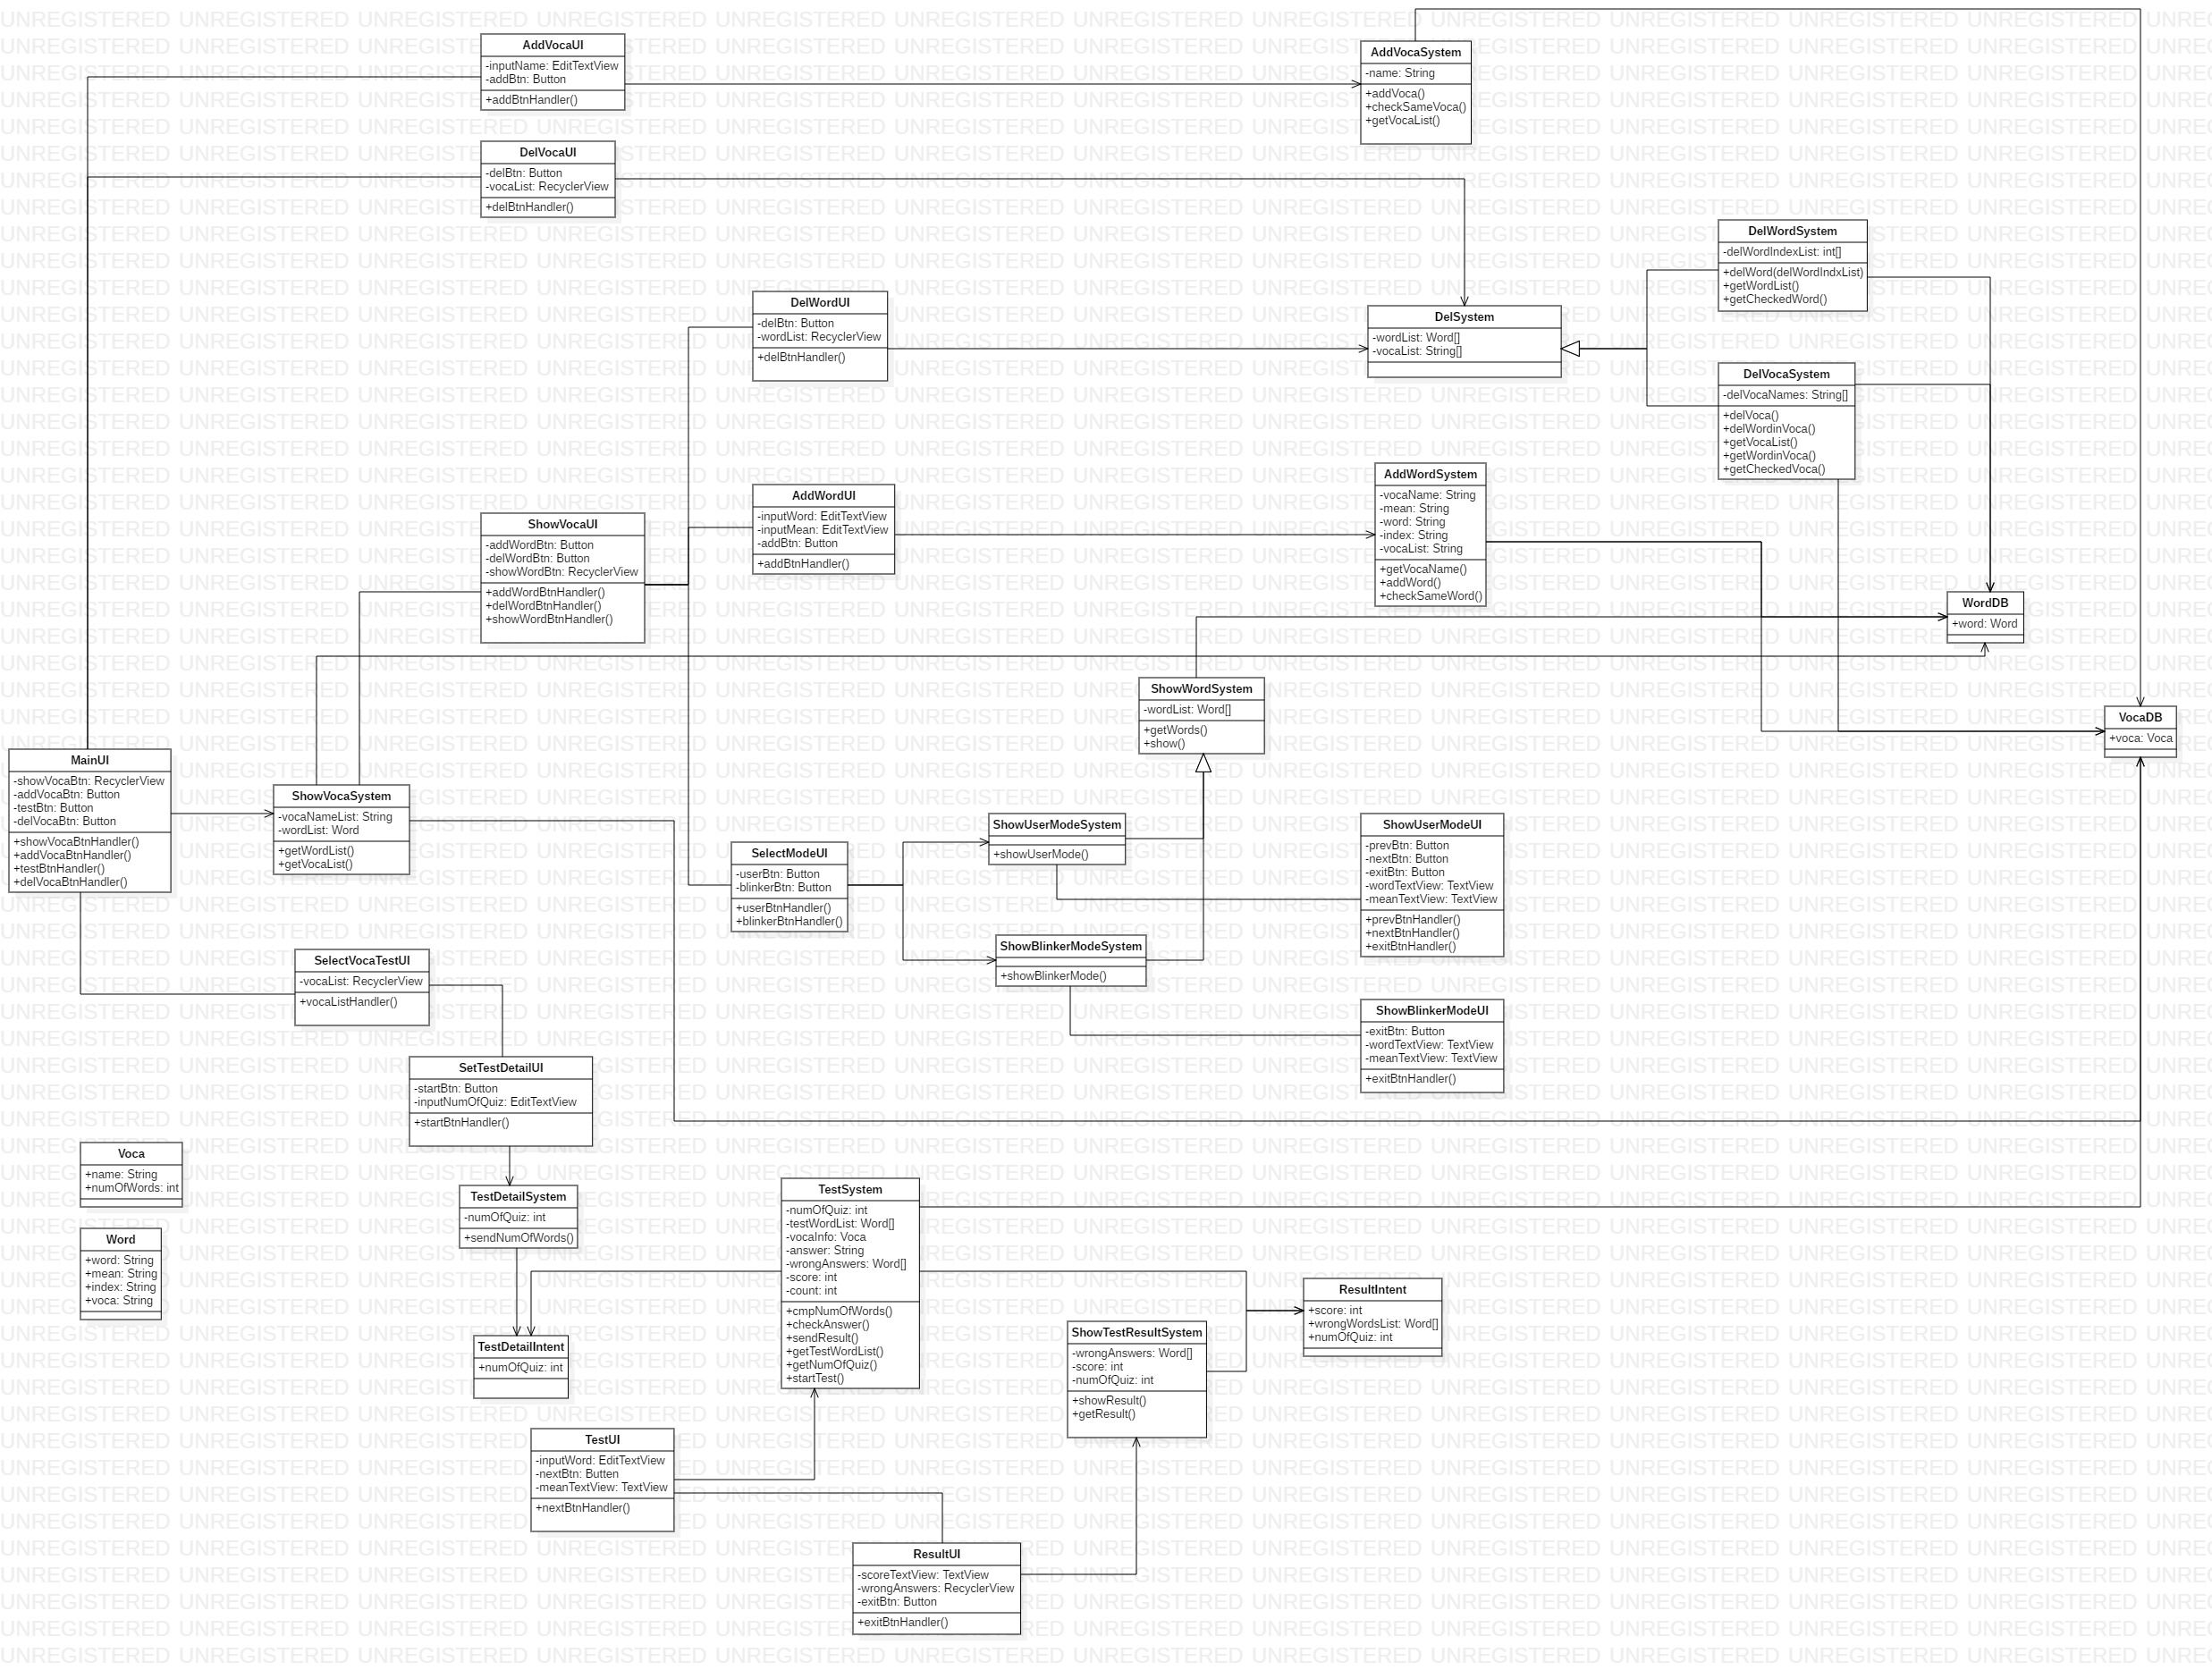 AddVocaUI
-inputName: EditTextView
-addBtn: Button
+addBtnHandler()
AddVocaSystem
-name: String
+addVoca()
+checkSameVoca()
+getVocaList()
DelVocaUI
-delBtn: Button
-vocaList: RecyclerView
+delBtnHandler()
DelWordSystem
-delWordIndexList: int[]
+delWord(delWordIndxList)
+getWordList()
+getCheckedWord()
DelWordUI
-delBtn: Button
-wordList: RecyclerView
+delBtnHandler()
DelSystem
-wordList: Word[]
-vocaList: String[]
DelVocaSystem
-delVocaNames: String[]
+delVoca()
+delWordinVoca()
+getVocaList()
+getWordinVoca()
+getCheckedVoca()
AddWordSystem
-vocaName: String
-mean: String
-word: String
-index: String
-vocaList: String
+getVocaName()
+addWord()
+checkSameWord()
AddWordUI
-inputWord: EditTextView
-inputMean: EditTextView
-addBtn: Button
+addBtnHandler()
ShowVocaUI
-addWordBtn: Button
-delWordBtn: Button
-showWordBtn: RecyclerView
+addWordBtnHandler()
+delWordBtnHandler()
+showWordBtnHandler()
WordDB
+word: Word
ShowWordSystem
-wordList: Word[]
+getWords()
+show()
VocaDB
+voca: Voca
MainUI
-showVocaBtn: RecyclerView
-addVocaBtn: Button
-testBtn: Button
-delVocaBtn: Button
+showVocaBtnHandler()
+addVocaBtnHandler()
+testBtnHandler()
+delVocaBtnHandler()
ShowVocaSystem
-vocaNameList: String
-wordList: Word
+getWordList()
+getVocaList()
SelectModeUI
-userBtn: Button
-blinkerBtn: Button
+userBtnHandler()
+blinkerBtnHandler()
ShowUserModeSystem
+showUserMode()
ShowUserModeUI
-prevBtn: Button
-nextBtn: Button
-exitBtn: Button
-wordTextView: TextView
-meanTextView: TextView
+prevBtnHandler()
+nextBtnHandler()
+exitBtnHandler()
ShowBlinkerModeSystem
+showBlinkerMode()
SelectVocaTestUI
-vocaList: RecyclerView
+vocaListHandler()
ShowBlinkerModeUI
-exitBtn: Button
-wordTextView: TextView
-meanTextView: TextView
+exitBtnHandler()
SetTestDetailUI
-startBtn: Button
-inputNumOfQuiz: EditTextView
+startBtnHandler()
Voca
+name: String
+numOfWords: int
TestDetailSystem
-numOfQuiz: int
+sendNumOfWords()
TestSystem
-numOfQuiz: int
-testWordList: Word[]
-vocaInfo: Voca
-answer: String
-wrongAnswers: Word[]
-score: int
-count: int
+cmpNumOfWords()
+checkAnswer()
+sendResult()
+getTestWordList()
+getNumOfQuiz()
+startTest()
Word
+word: String
+mean: String
+index: String
+voca: String
ResultIntent
+score: int
+wrongWordsList: Word[]
+numOfQuiz: int
ShowTestResultSystem
-wrongAnswers: Word[]
-score: int
-numOfQuiz: int
+showResult()
+getResult()
TestDetailIntent
+numOfQuiz: int
TestUI
-inputWord: EditTextView
-nextBtn: Butten
-meanTextView: TextView
+nextBtnHandler()
ResultUI
-scoreTextView: TextView
-wrongAnswers: RecyclerView
-exitBtn: Button
+exitBtnHandler()
UNREGISTERED